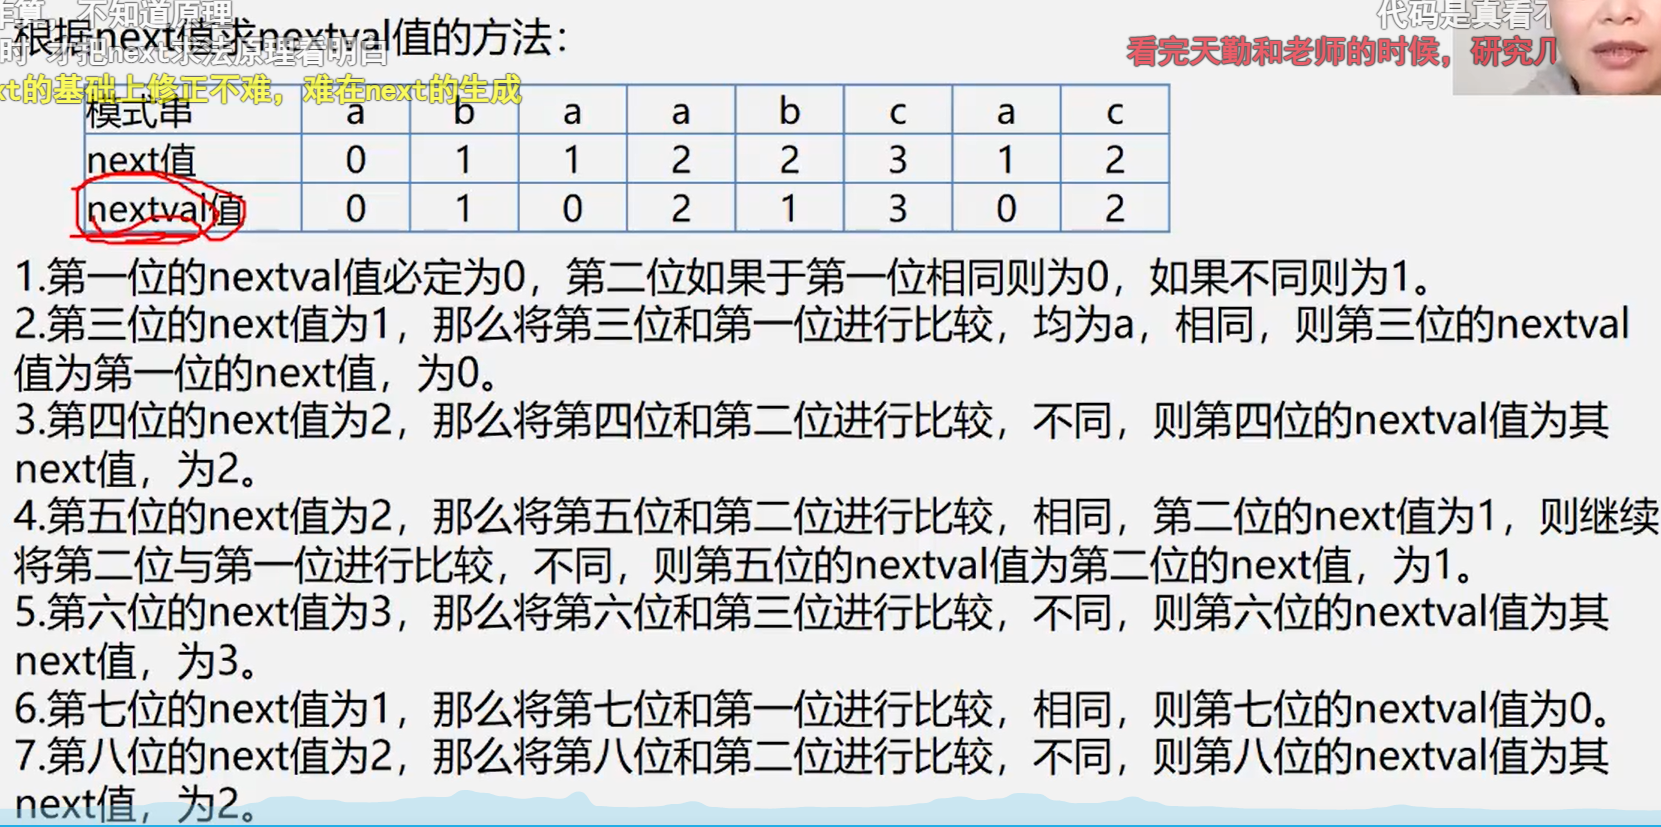 作算，不知道原理
代码是真看不
根据next值求nextval值的方法：
时 才把next求法原理看明白
看完天勤和老师的时候，研究几
xt的基础上修正不难，难在next的生成
模式串 a b a a b c a c
next值 0 1 1 2 2 3 1 2
nextval值 0 1 0 2 1 3 0 2
1.第一位的nextval值必定为0，第二位如果于第一位相同则为0，如果不同则为1。
2.第三位的next值为1，那么将第三位和第一位进行比较，均为a，相同，则第三位的nextval
值为第一位的next值，为0。
3.第四位的next值为2，那么将第四位和第二位进行比较，不同，则第四位的nextval值为其
next值，为2。
4.第五位的next值为2，那么将第五位和第二位进行比较，相同，第二位的next值为1，则继续
将第二位与第一位进行比较，不同，则第五位的nextval值为第二位的next值，为1。
5.第六位的next值为3，那么将第六位和第三位进行比较，不同，则第六位的nextval值为其
next值，为3。
6.第七位的next值为1，那么将第七位和第一位进行比较，相同，则第七位的nextval值为0。
7.第八位的next值为2，那么将第八位和第二位进行比较，不同，则第八位的nextval值为其
next值，为2。